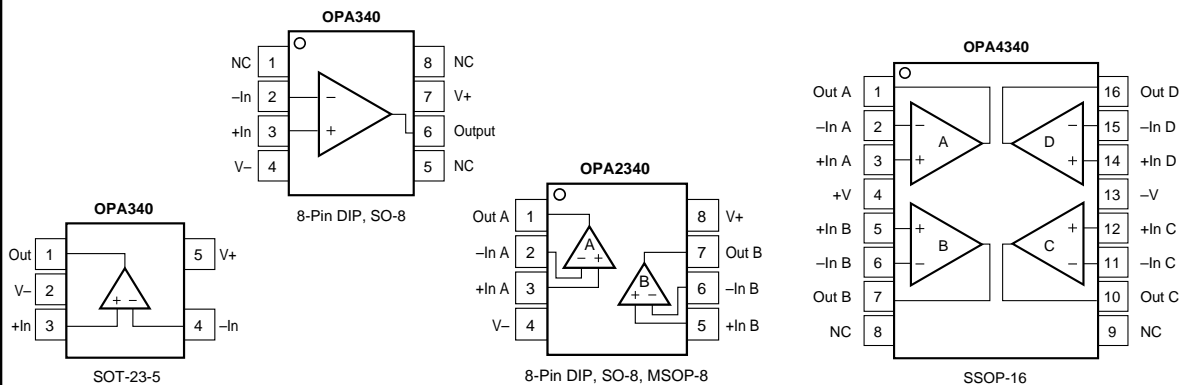 OPA340
NC 1 8 NC
–In 2 – 7 V+
+In 3 + 6 Output
V– 4 5 NC
8-Pin DIP, SO-8
OPA340
Out 1 5 V+
V– 2
+ –
+In 3 4 –In
SOT-23-5
OPA2340
Out A 1 8 V+
–In A 2 A – + 7 Out B
+In A 3 B + – 6 –In B
V– 4 5 +In B
8-Pin DIP, SO-8, MSOP-8
OPA4340
Out A 1 16 Out D
–In A 2 – – 15 –In D
A D
+In A 3 + + 14 +In D
+V 4 13 –V
+In B 5 + + 12 +In C
B C
–In B 6 – – 11 –In C
Out B 7 10 Out C
NC 8 9 NC
SSOP-16